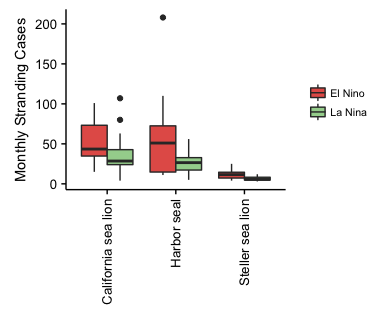 Monthly Stranding Cases
200
150
100
50
0
California sea lion
Harbor seal
Steller sea lion
El Nino
La Nina